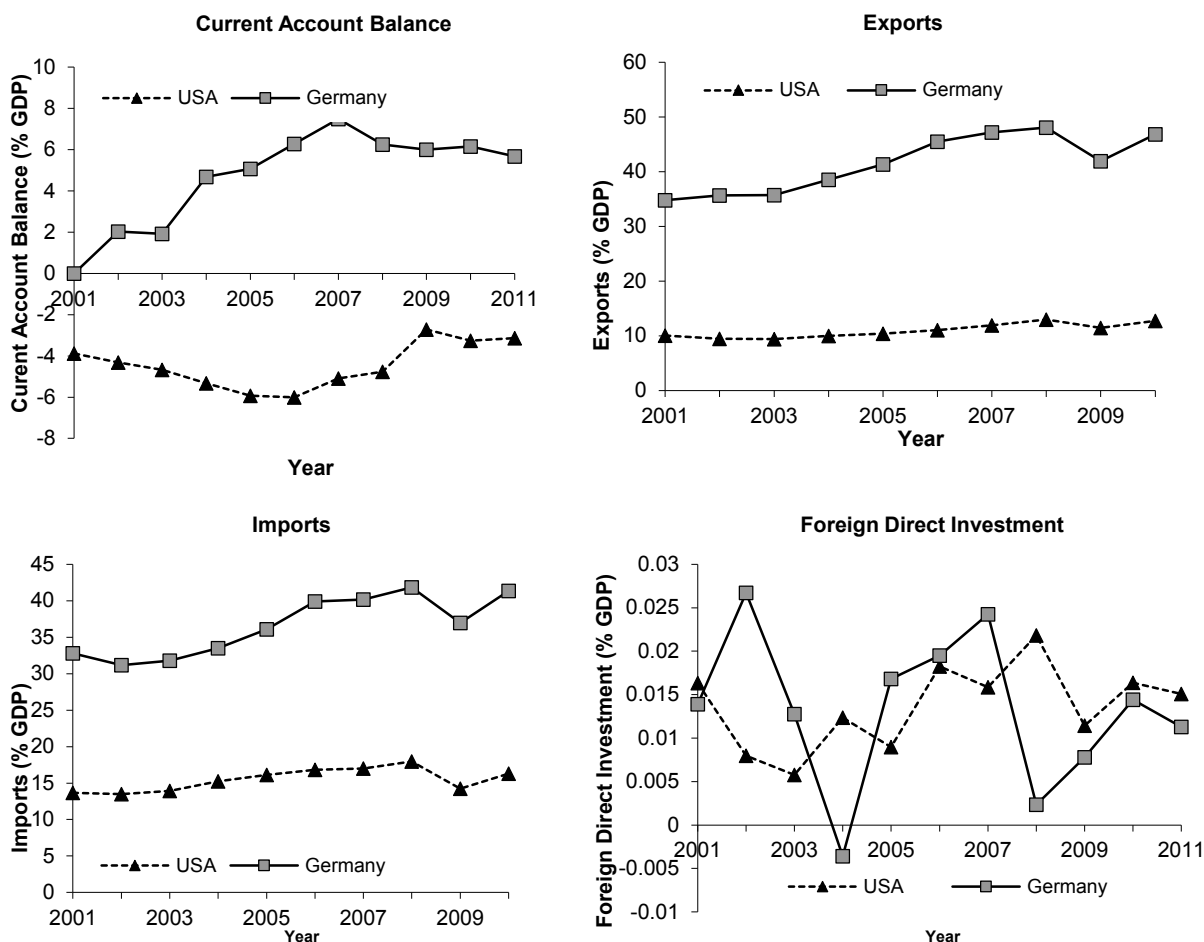 Current Account Balance
Curent Account Balance (% GDP)
10
8
6
4
2
0
-2
-4
-6
-8
USA
Germany
2001 2003 2005 2007 2009 2011
Year
Exports
Exports (% GDP)
60
50
40
30
20
10
0
USA
Germany
2001 2003 2005 2007 2009
Year
Imports
Imports (% GDP)
45
40
35
30
25
20
15
10
5
0
USA
Germany
2001 2003 2005 2007 2009
Year
Foreign Direct Investment
Foreign Direct Investment (% GDP)
0.03
0.025
0.02
0.015
0.01
0.005
0
-0.005
-0.01
2001 2003 2005 2007 2009 2011
USA
Germany
Year